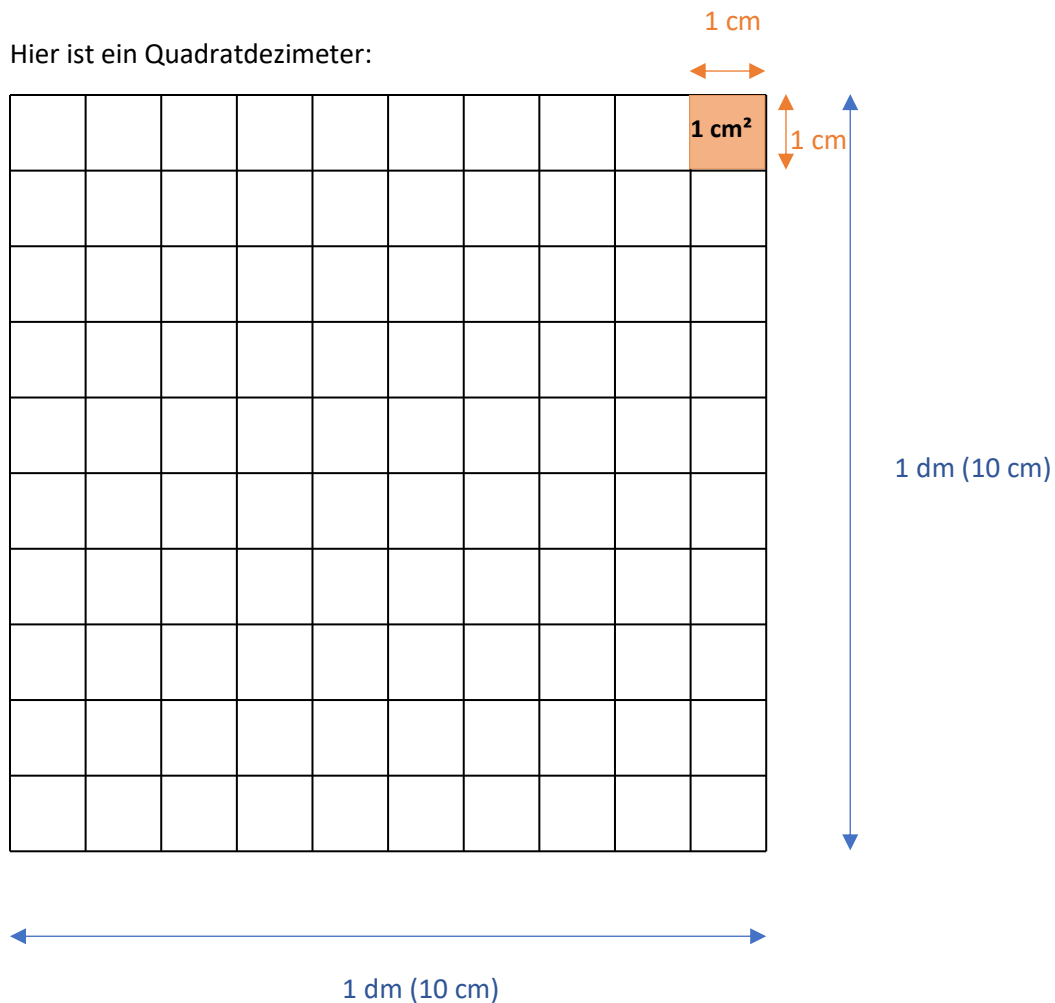 1 cm
Hier ist ein Quadratdezimeter:
1 cm²
1 cm
1 dm (10 cm)
1 dm (10 cm)